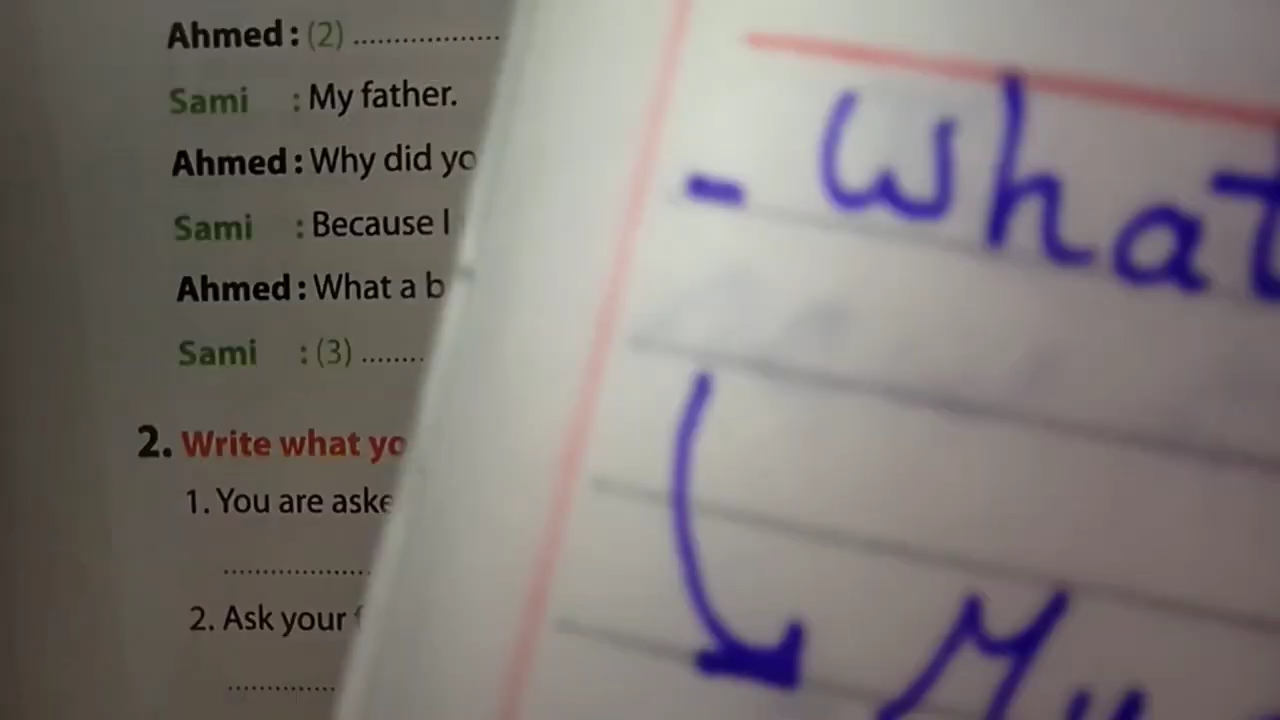 Ahmed : (2) ..................
Sami : My father.
Ahmed : Why did yo
Sami : Because I
Ahmed : What a b
Sami : (3) ........
2. Write what yo
1. You are aske
....................
2. Ask your
...............
- What
My